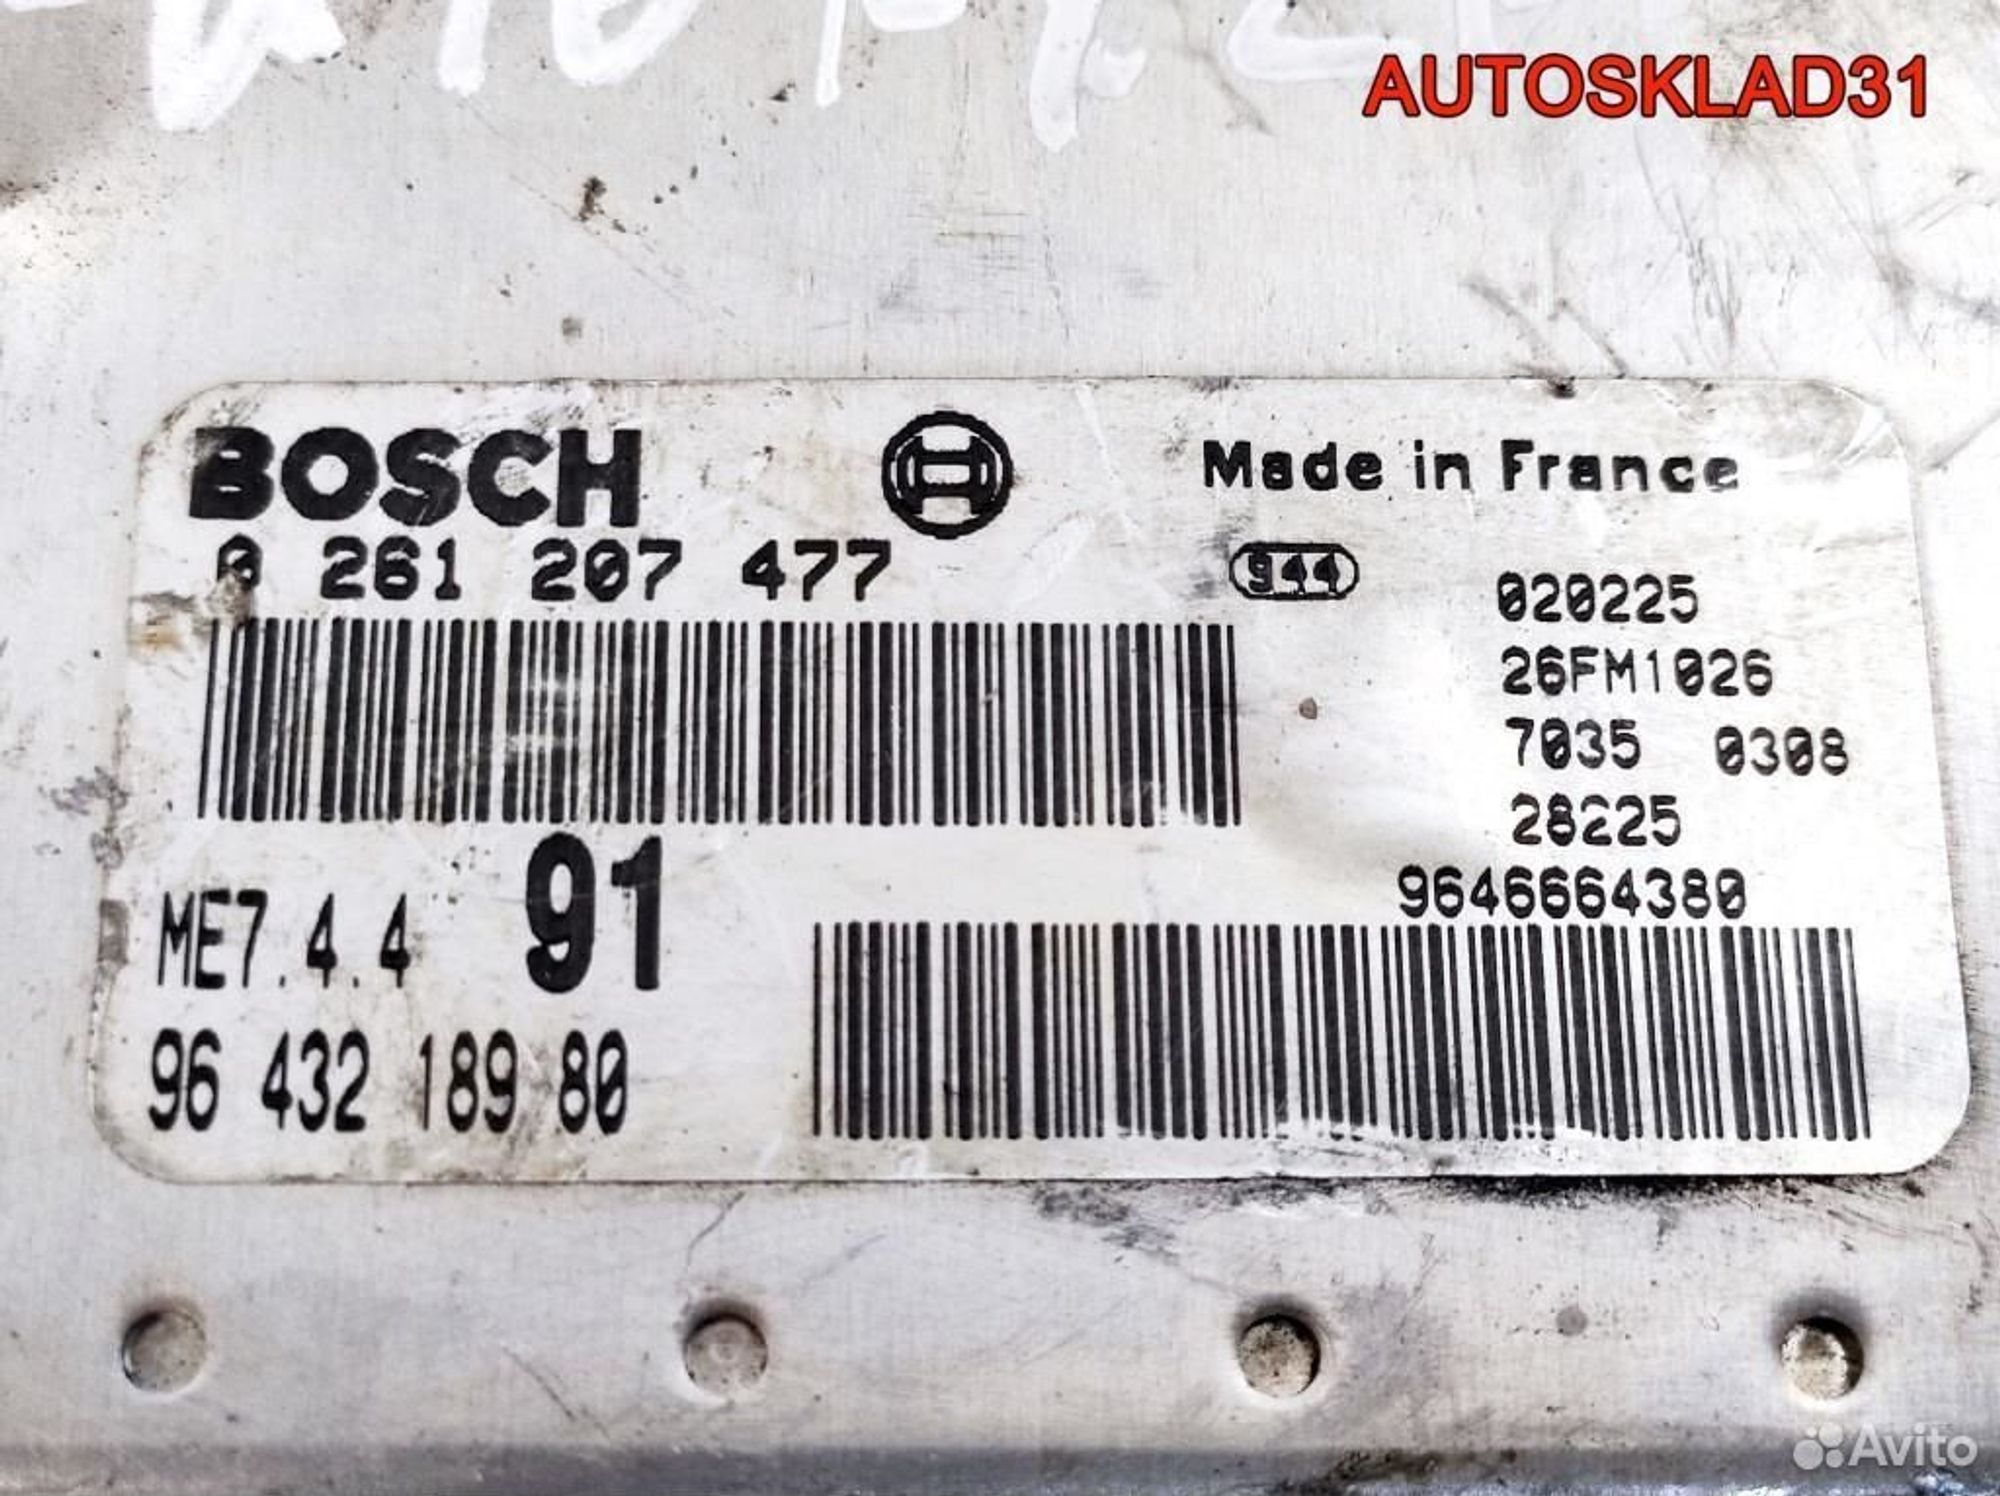 AUTOSKLAD31
BOSCH
Made in France
0 261 207 477
944
020225
26FM1026
7035 0308
28225
9646664380
ME7.4.4 91
96 432 189 80
Avito